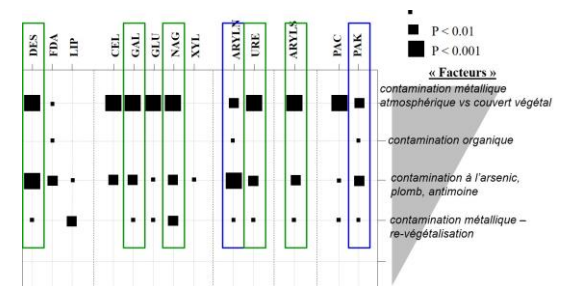 DES FDA LIP CEL GAL GLU NAG XYL ARYLN URE ARYLS PAC PAK
P < 0.01
P < 0.001
« Facteurs »
contamination métallique
atmosphérique vs couvert végétal
contamination organique
contamination à l'arsenic,
plomb, antimoine
contamination métallique –
re-végétalisation